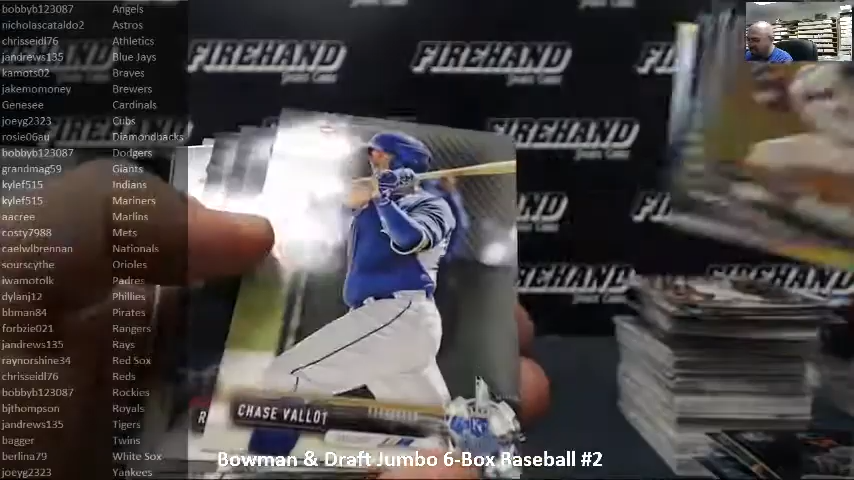 bobbyb123087 Angels
nicholascataldo2 Astros
chrisseidl76 Athletics
jandrews135 Blue Jays
kamots02 Braves
jakemomoney Brewers
Genesee Cardinals
joeyg2323 Cubs
rosie06au Diamondbacks
bobbyb123087 Dodgers
grandmag59 Giants
kylef515 Indians
kylef515 Mariners
aacree Marlins
costy7988 Mets
caelwlbrennan Nationals
sourscythe Orioles
iwamotolk Padres
dylanj12 Phillies
bbman84 Pirates
forbzie021 Rangers
jandrews135 Rays
raynorshine34 Red Sox
chrisseidl76 Reds
bobbyb123087 Rockies
bjthompson Royals
jandrews135 Tigers
bagger Twins
berlina79 White Sox
joeyg2323 Yankees
FIREHAND
FIREHAND
FIREHAND
FIREHAND
FIREHAND
CHASE VALLOT
KC
Bowman & Draft Jumbo 6-Box Baseball #2